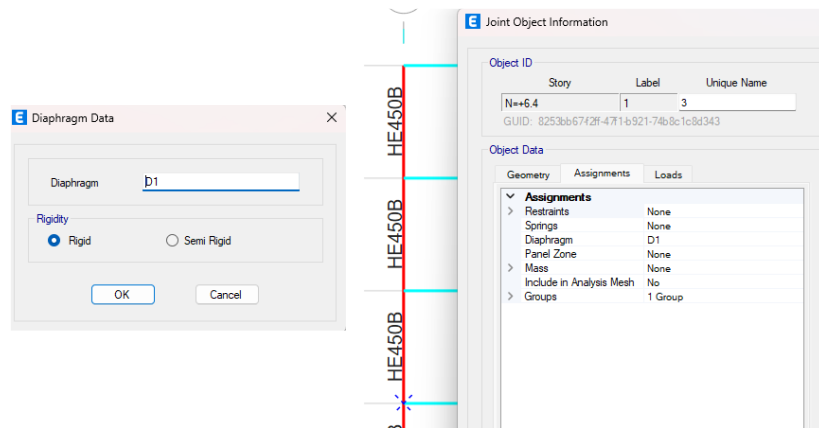 Diaphragm Data
Diaphragm D1
Rigidity
Rigid Semi Rigid
OK Cancel
HE450B
HE450B
HE450B
Joint Object Information
Object ID
Story Label Unique Name
N=+6.4 1 3
GUID: 8253bb67-f2ff-47f1-b921-74b8c1c8d343
Object Data
Geometry Assignments Loads
Assignments
Restraints None
Springs None
Diaphragm D1
Panel Zone None
Mass None
Include in Analysis Mesh No
Groups 1 Group